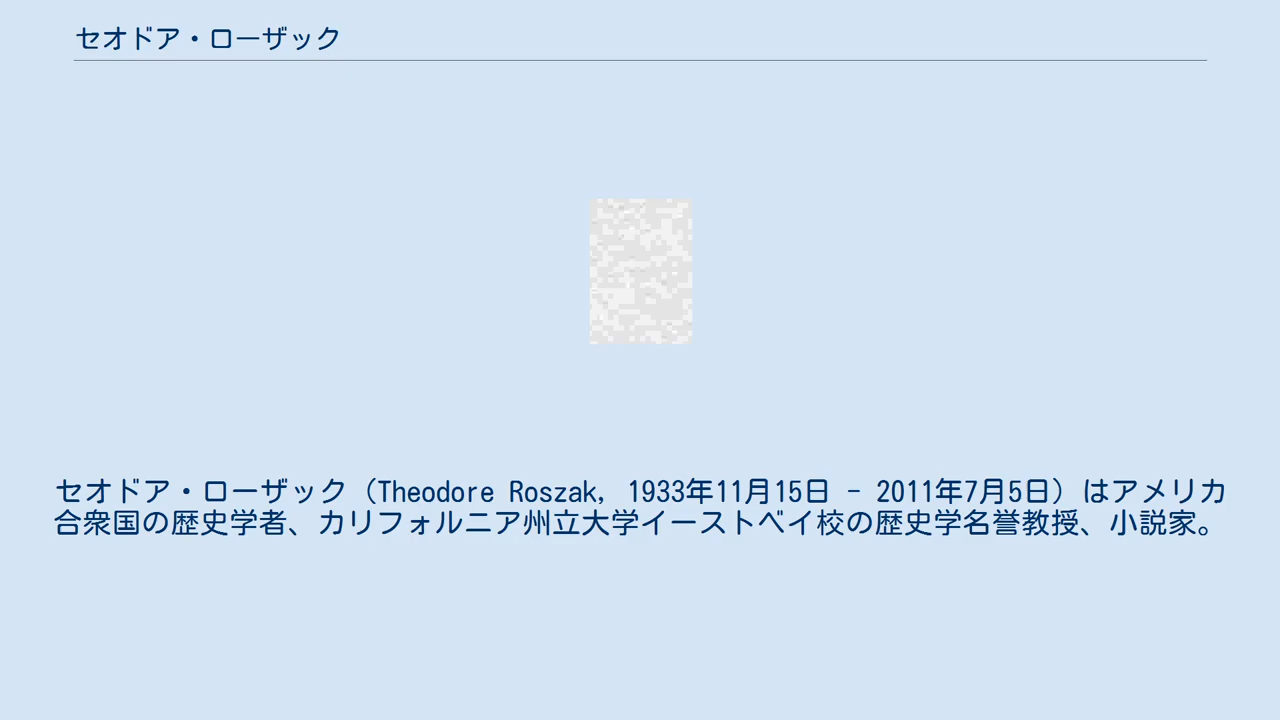 セオドア・ローザック
セオドア・ローザック（Theodore Roszak, 1933年11月15日 - 2011年7月5日）はアメリカ
合衆国の歴史学者、カリフォルニア州立大学イーストベイ校の歴史学名誉教授、小説家。